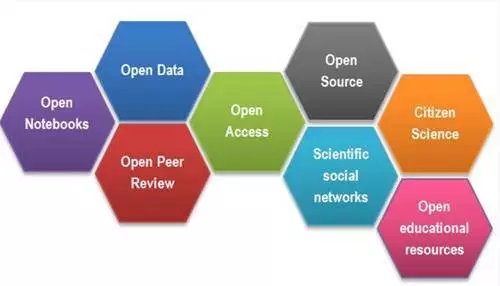 Open
Notebooks
Open Data
Open Peer
Review
Open
Access
Open
Source
Scientific
social
networks
Citizen
Science
Open
educational
resources